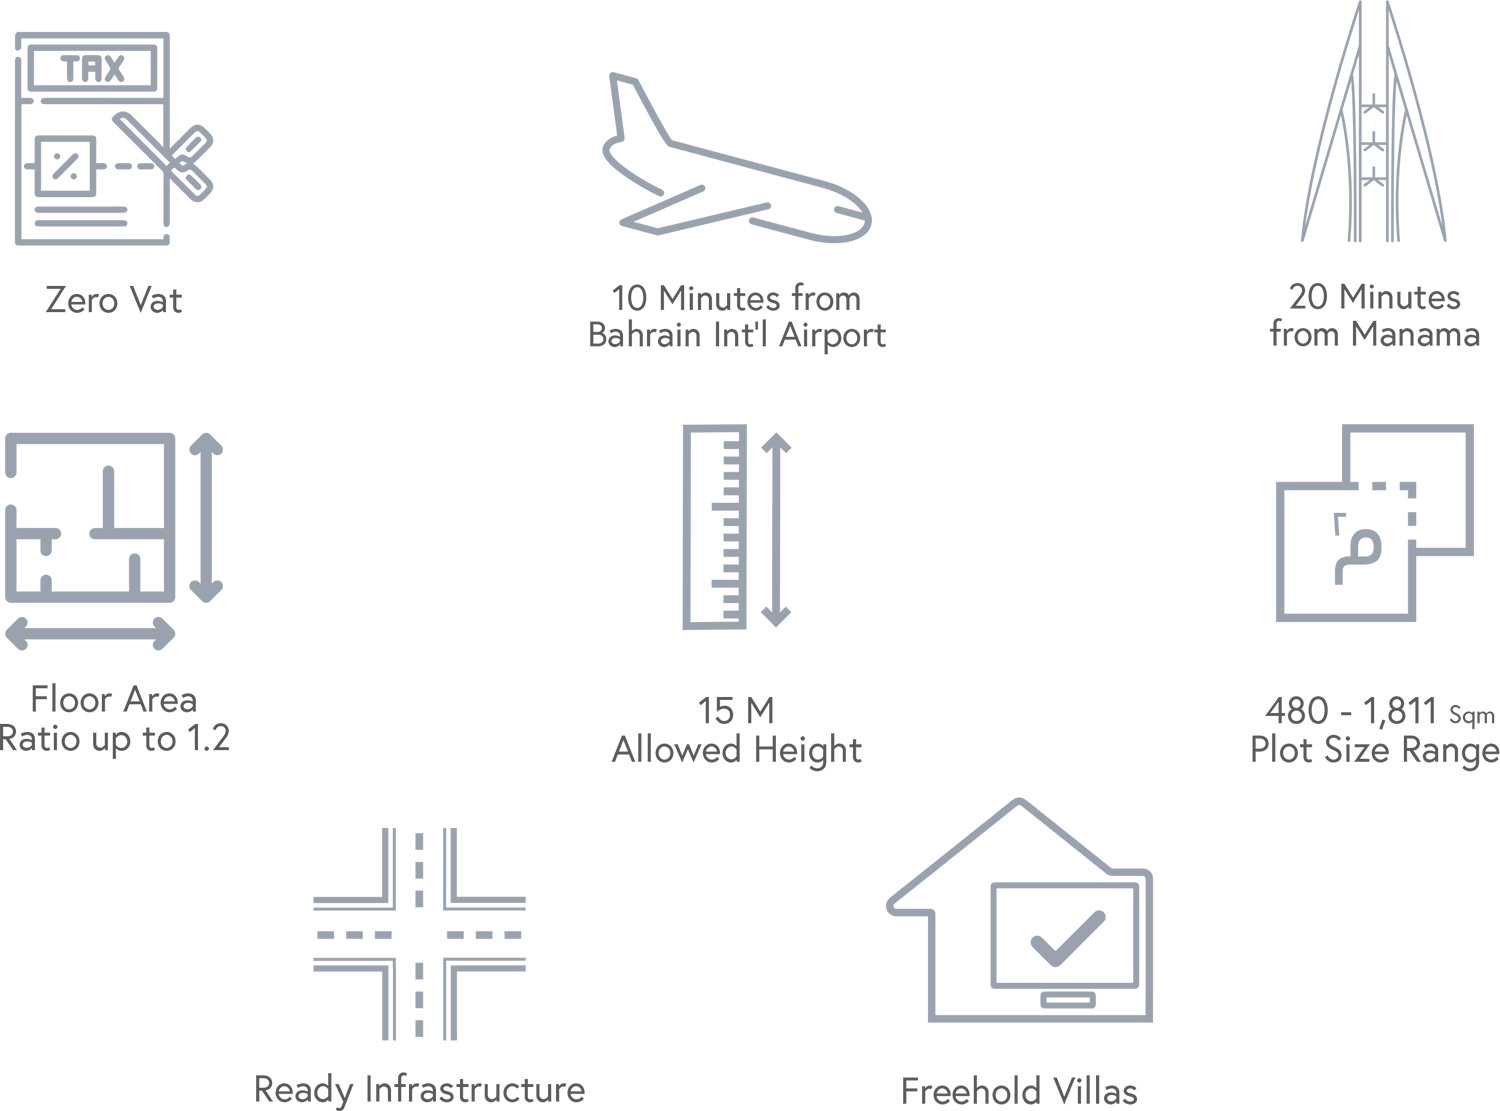 TAX
%
Zero Vat
10 Minutes from
Bahrain Int'l Airport
20 Minutes
from Manama
Floor Area
Ratio up to 1.2
15 M
Allowed Height
م٢
480 - 1,811 Sqm
Plot Size Range
Ready Infrastructure
Freehold Villas